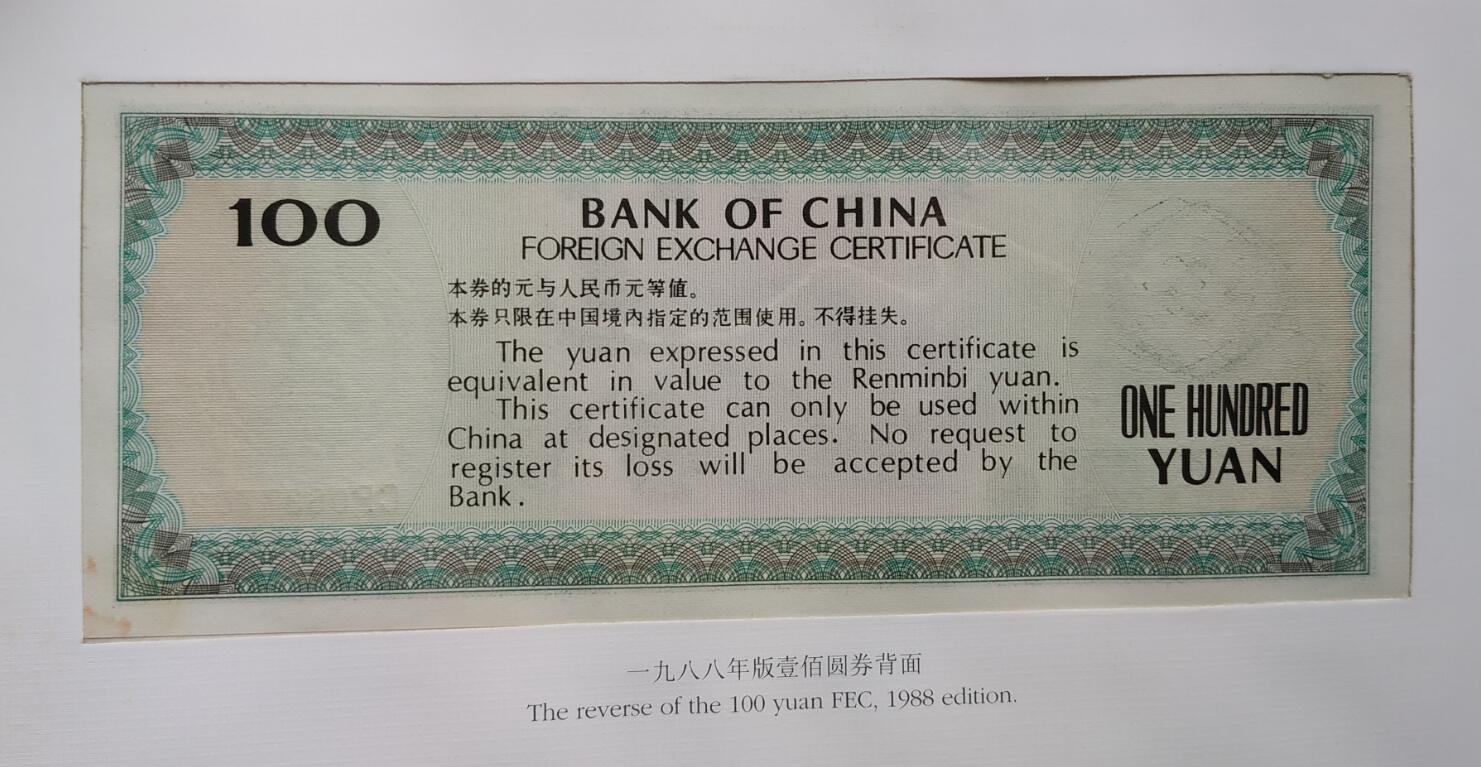 100
BANK OF CHINA
FOREIGN EXCHANGE CERTIFICATE
本券的元与人民币元等值。
本券只限在中国境内指定的范围使用。不得挂失。
The yuan expressed in this certificate is
equivalent in value to the Renminbi yuan.
This certificate can only be used within
China at designated places. No request to
register its loss will be accepted by the
Bank.
ONE HUNDRED
YUAN
一九八八年版壹佰圆券背面
The reverse of the 100 yuan FEC, 1988 edition.